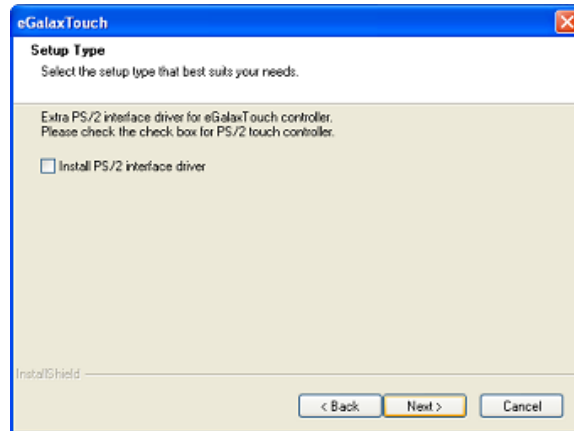 eGalaxTouch
Setup Type
Select the setup type that best suits your needs.
Extra PS/2 interface driver for eGalaxTouch controller.
Please check the check box for PS/2 touch controller.
Install PS/2 interface driver
InstallShield
< Back
Next >
Cancel